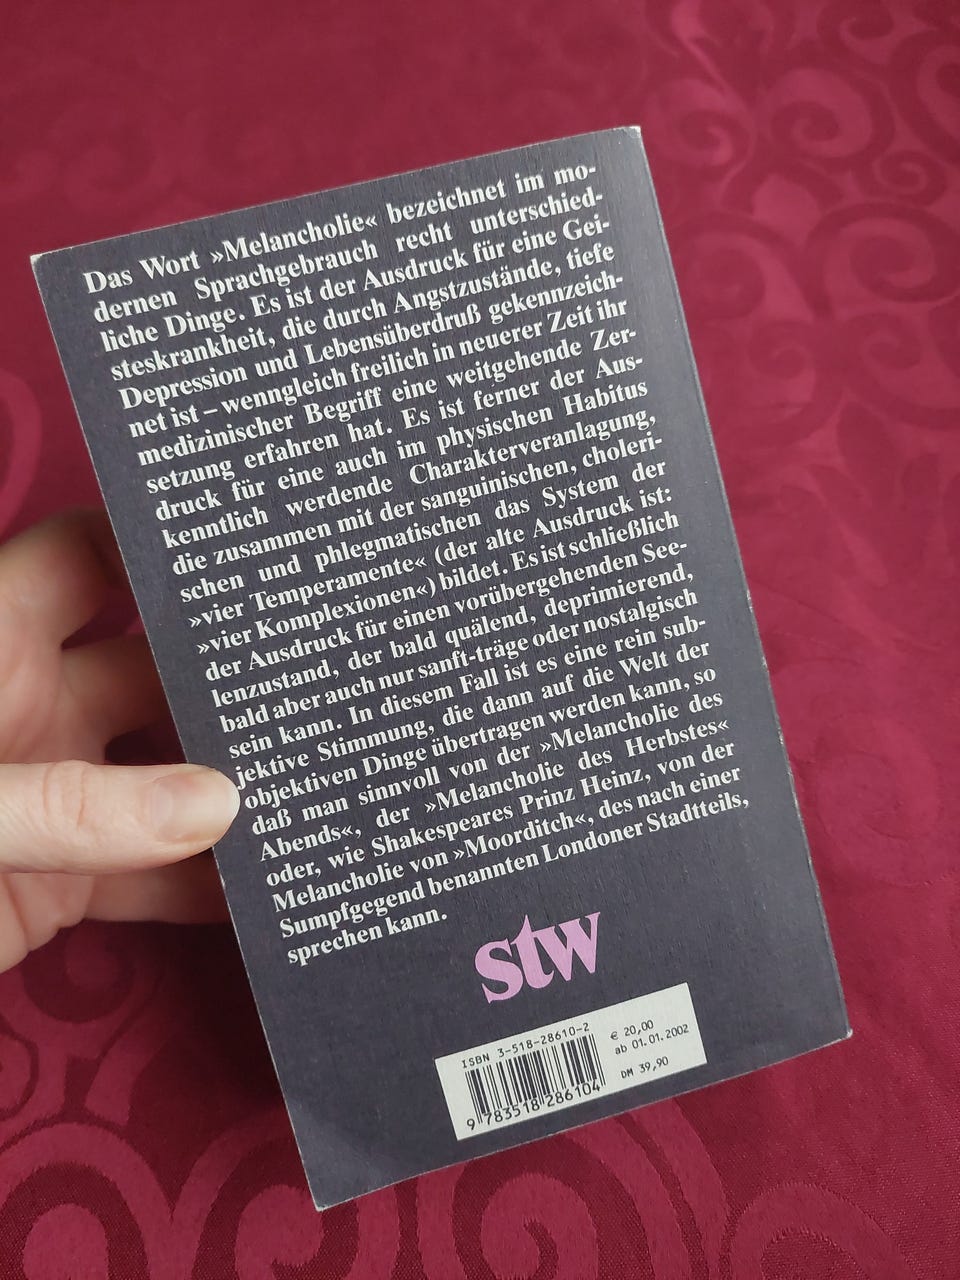 Das Wort »Melancholie« bezeichnet im mo-
dernen Sprachgebrauch recht unterschied-
liche Dinge. Es ist der Ausdruck für eine Gei-
steskrankheit, die durch Angstzustände, tiefe
Depression und Lebensüberdruß gekennzeich-
net ist – wenngleich freilich in neuerer Zeit ihr
medizinischer Begriff eine weitgehende Zer-
setzung erfahren hat. Es ist ferner der Aus-
druck für eine auch im physischen Habitus
kenntlich werdende Charakterveranlagung,
die zusammen mit der sanguinischen, choleri-
schen und phlegmatischen das System der
»vier Temperamente« (der alte Ausdruck ist:
»vier Komplexionen«) bildet. Es ist schließlich
der Ausdruck für einen vorübergehenden See-
lenzustand, der bald quälend, deprimierend,
bald aber auch nur sanft-träge oder nostalgisch
sein kann. In diesem Fall ist es eine rein sub-
jektive Stimmung, die dann auf die Welt der
objektiven Dinge übertragen werden kann, so
daß man sinnvoll von der »Melancholie des
Abends«, der »Melancholie des Herbstes«
oder, wie Shakespeares Prinz Heinz, von der
Melancholie von »Moorditch«, des nach einer
Sumpfgegend benannten Londoner Stadtteils,
sprechen kann.
stw
ISBN 3-518-28610-2
€ 20,00
ab 01.01.2002
DM 39,90
9 783518 286104